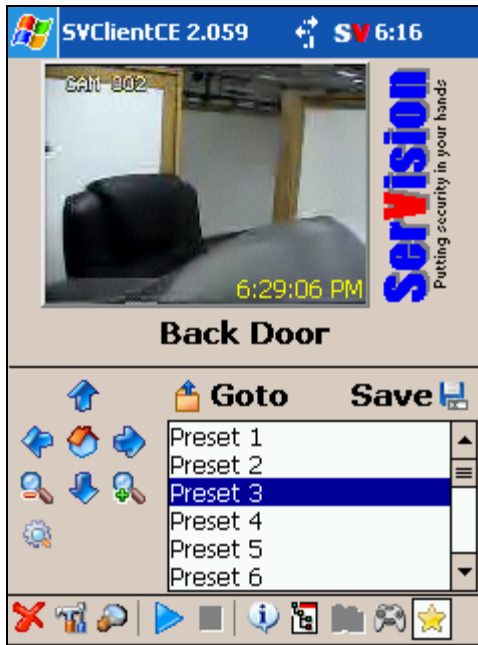 SVClientCE 2.059 SV 6:16
CAM 002
6:29:06 PM
SerVision
Putting security in your hands
Back Door
Goto Save
Preset 1
Preset 2
Preset 3
Preset 4
Preset 5
Preset 6